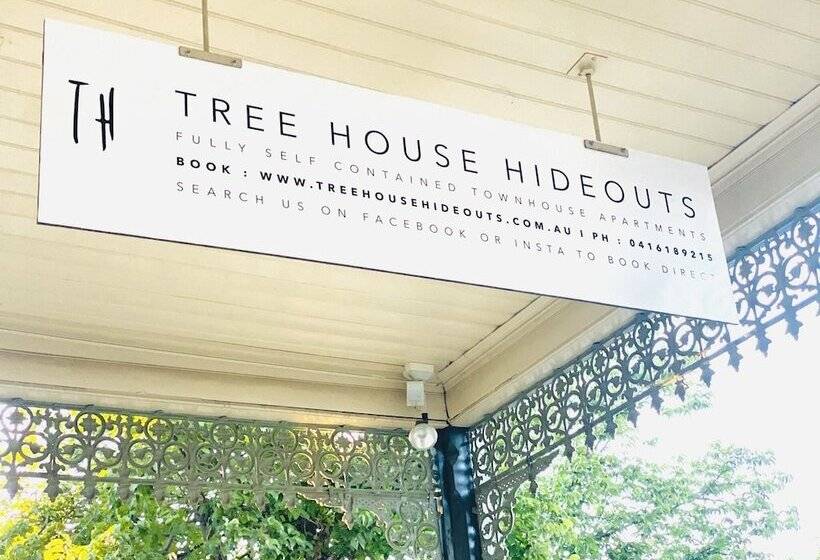 TH
TREE HOUSE HIDEOUTS
FULLY SELF CONTAINED TOWNHOUSE APARTMENTS
BOOK : WWW.TREEHOUSEHIDEOUTS.COM.AU I PH : 0416189215
SEARCH US ON FACEBOOK OR INSTA TO BOOK DIRECT